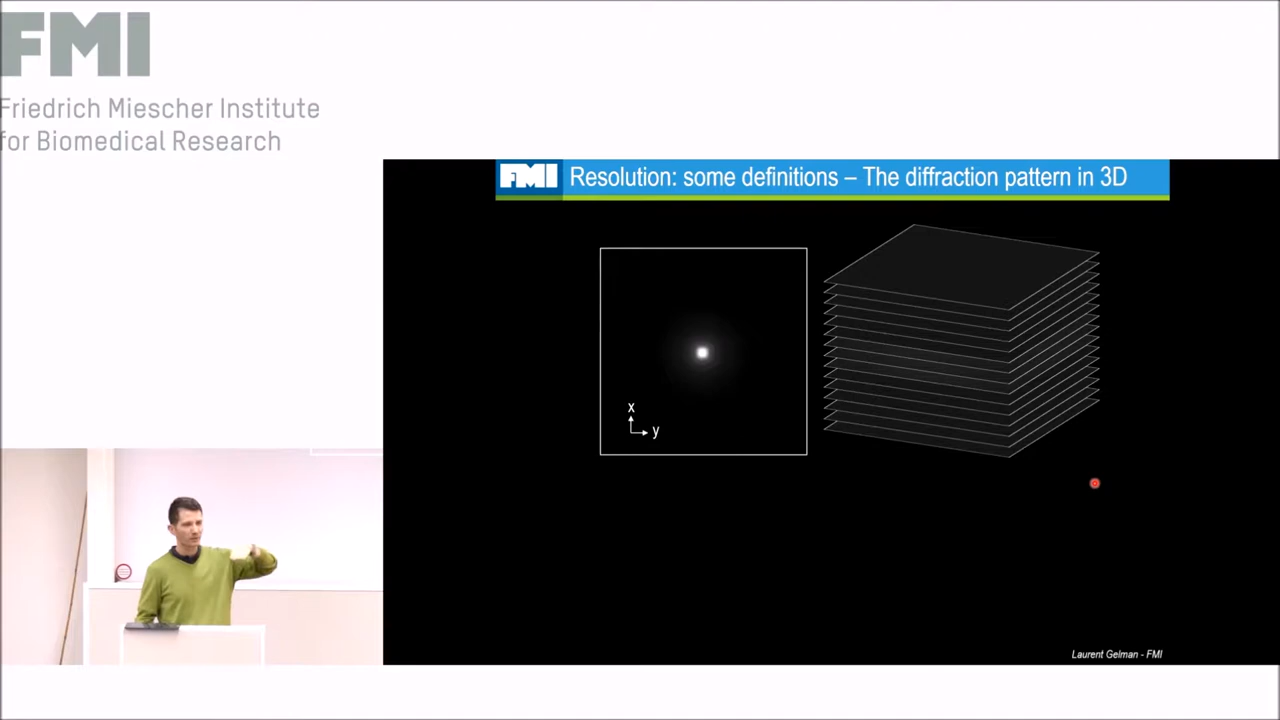 FMI
Friedrich Miescher Institute
for Biomedical Research
FMI Resolution: some definitions – The diffraction pattern in 3D
x
y
Laurent Gelman - FMI